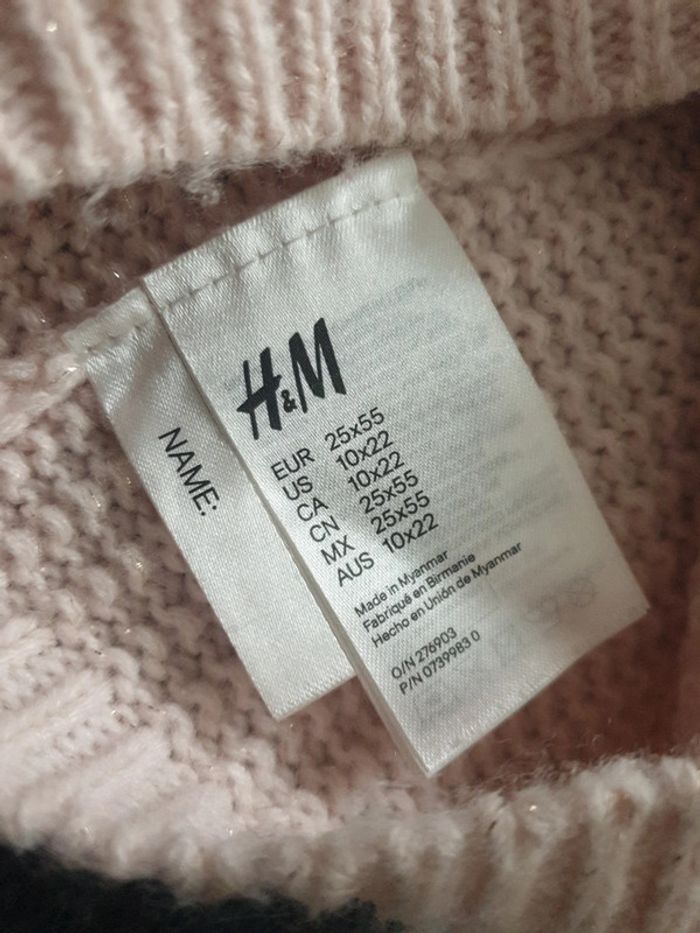 H&M
EUR 25x55
US 10x22
CA 10x22
CN 25x55
MX 25x55
AUS 10x22
Made in Myanmar
Fabriqué en Birmanie
Hecho en Unión de Myanmar
O/N 276903
P/N 0739983 0
NAME: